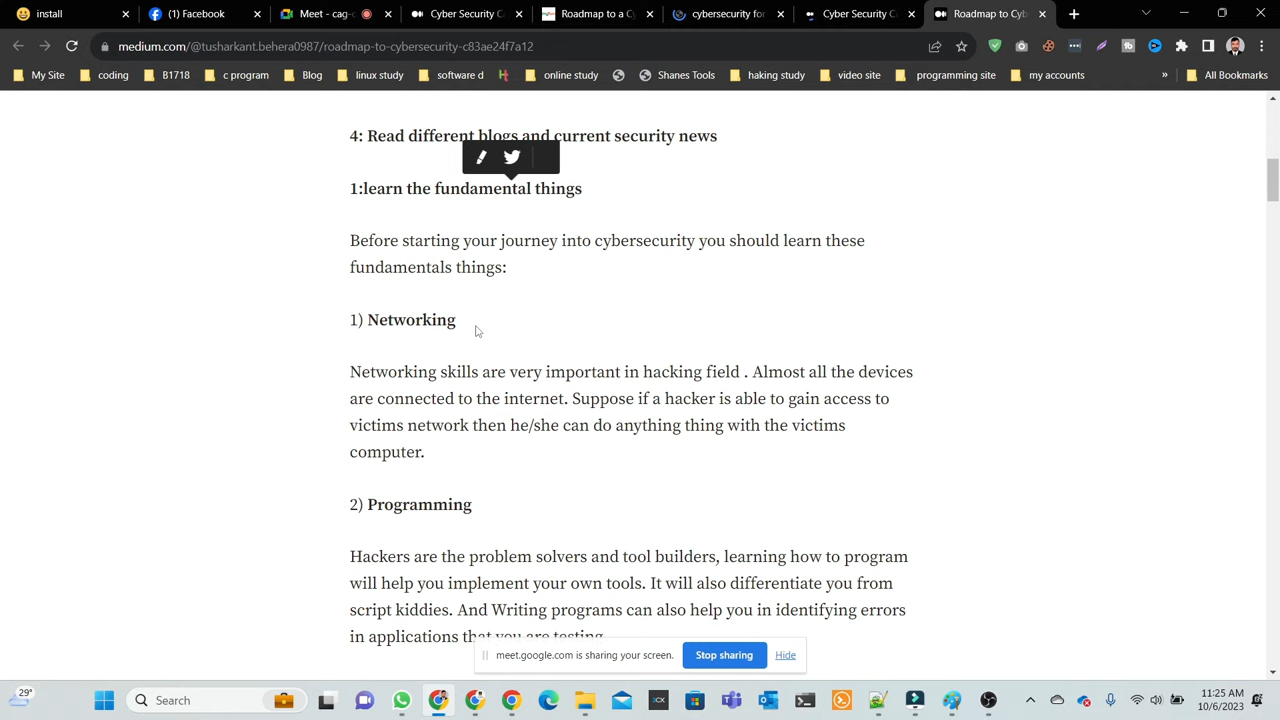 install
(1) Facebook
Meet - cag-c
Cyber Security C
Roadmap to a Cy
cybersecurity for
Cyber Security C
Roadmap to Cyb
medium.com/@tusharkant.behera0987/roadmap-to-cybersecurity-c83ae24f7a12
My Site
coding
B1718
c program
Blog
linux study
software d
online study
Shanes Tools
haking study
video site
programming site
my accounts
»
All Bookmarks
4: Read different blogs and current security news
1:learn the fundamental things
Before starting your journey into cybersecurity you should learn these
fundamentals things:
1) Networking
Networking skills are very important in hacking field . Almost all the devices
are connected to the internet. Suppose if a hacker is able to gain access to
victims network then he/she can do anything thing with the victims
computer.
2) Programming
Hackers are the problem solvers and tool builders, learning how to program
will help you implement your own tools. It will also differentiate you from
script kiddies. And Writing programs can also help you in identifying errors
in applications that you are testing.
meet.google.com is sharing your screen.
Stop sharing
Hide
29°
Search
11:25 AM
10/6/2023